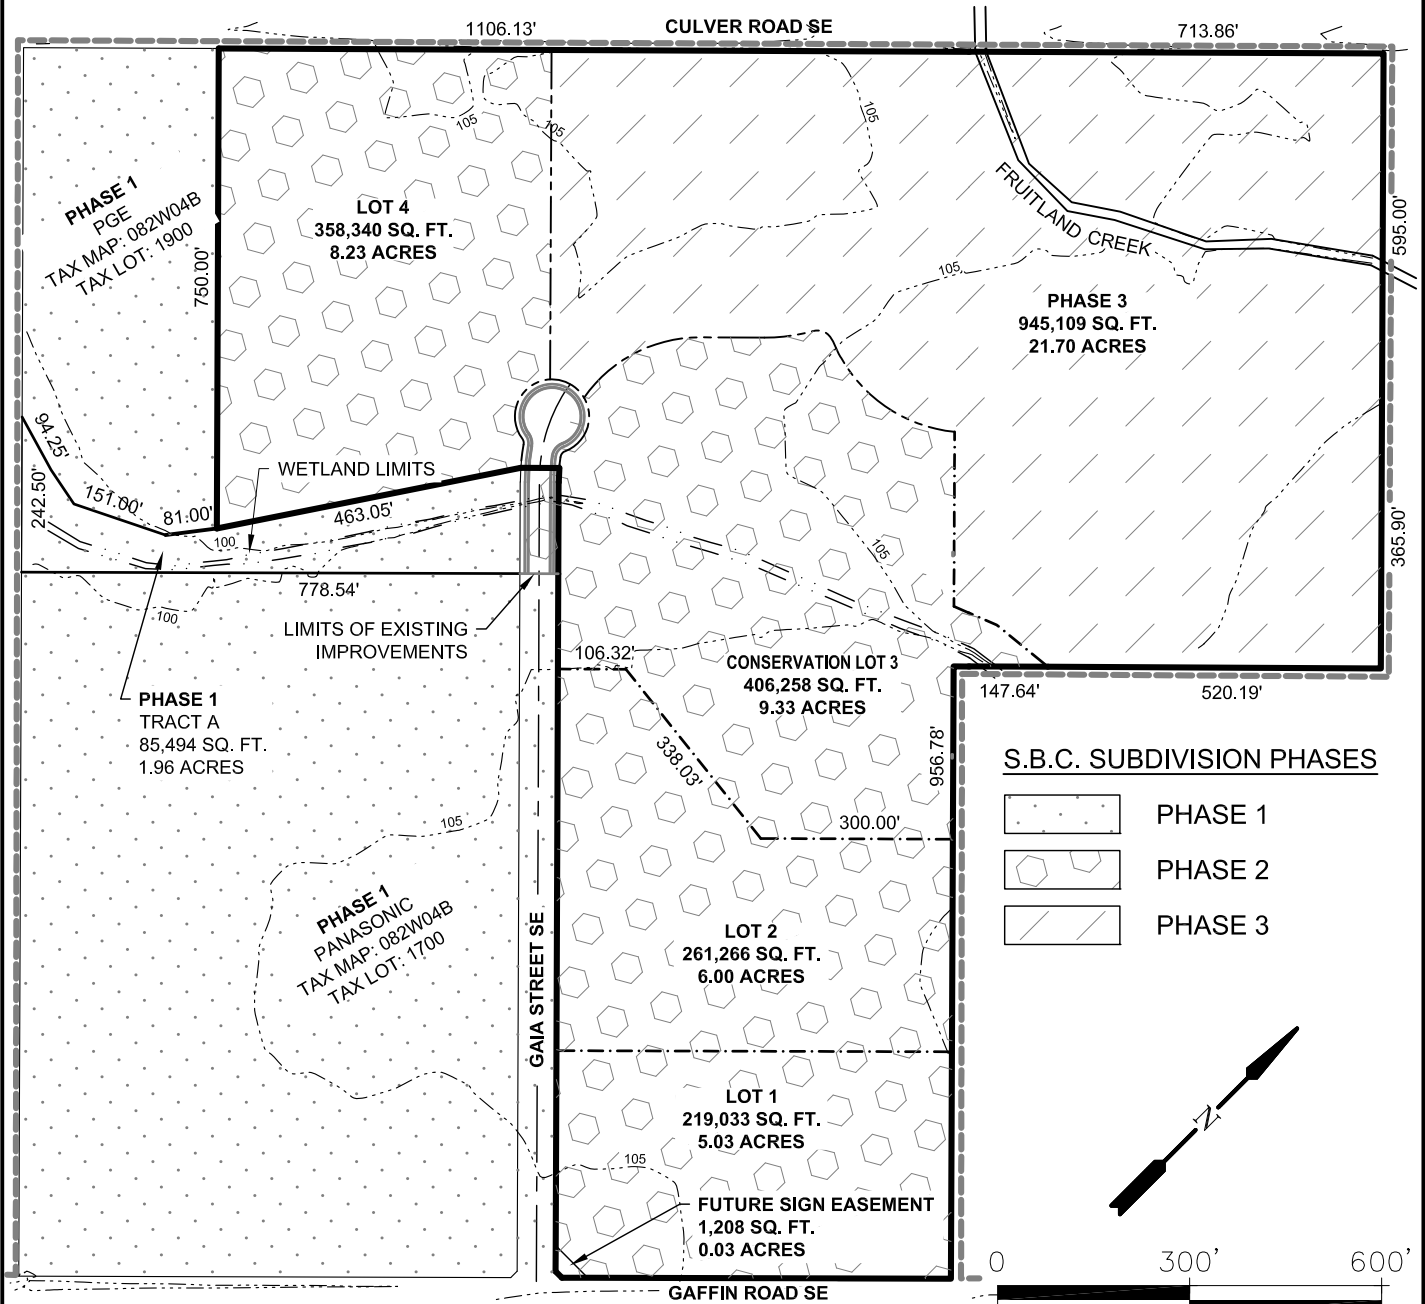 1106.13'
CULVER ROAD SE
713.86'
105
105
105
PHASE 1
PGE
TAX MAP: 082W04B
TAX LOT: 1900
LOT 4
358,340 SQ. FT.
8.23 ACRES
750.00'
FRUITLAND CREEK
595.00'
105
PHASE 3
945,109 SQ. FT.
21.70 ACRES
94.25'
242.50'
151.00'
81.00'
WETLAND LIMITS
463.05'
100
105
365.90'
778.54'
100
LIMITS OF EXISTING
IMPROVEMENTS
106.32'
CONSERVATION LOT 3
406,258 SQ. FT.
9.33 ACRES
147.64'
520.19'
PHASE 1
TRACT A
85,494 SQ. FT.
1.96 ACRES
338.03'
956.78'
S.B.C. SUBDIVISION PHASES
PHASE 1
PHASE 2
PHASE 3
105
300.00'
PHASE 1
PANASONIC
TAX MAP: 082W04B
TAX LOT: 1700
GAIA STREET SE
LOT 2
261,266 SQ. FT.
6.00 ACRES
LOT 1
219,033 SQ. FT.
5.03 ACRES
N
105
FUTURE SIGN EASEMENT
1,208 SQ. FT.
0.03 ACRES
0 300' 600'
GAFFIN ROAD SE